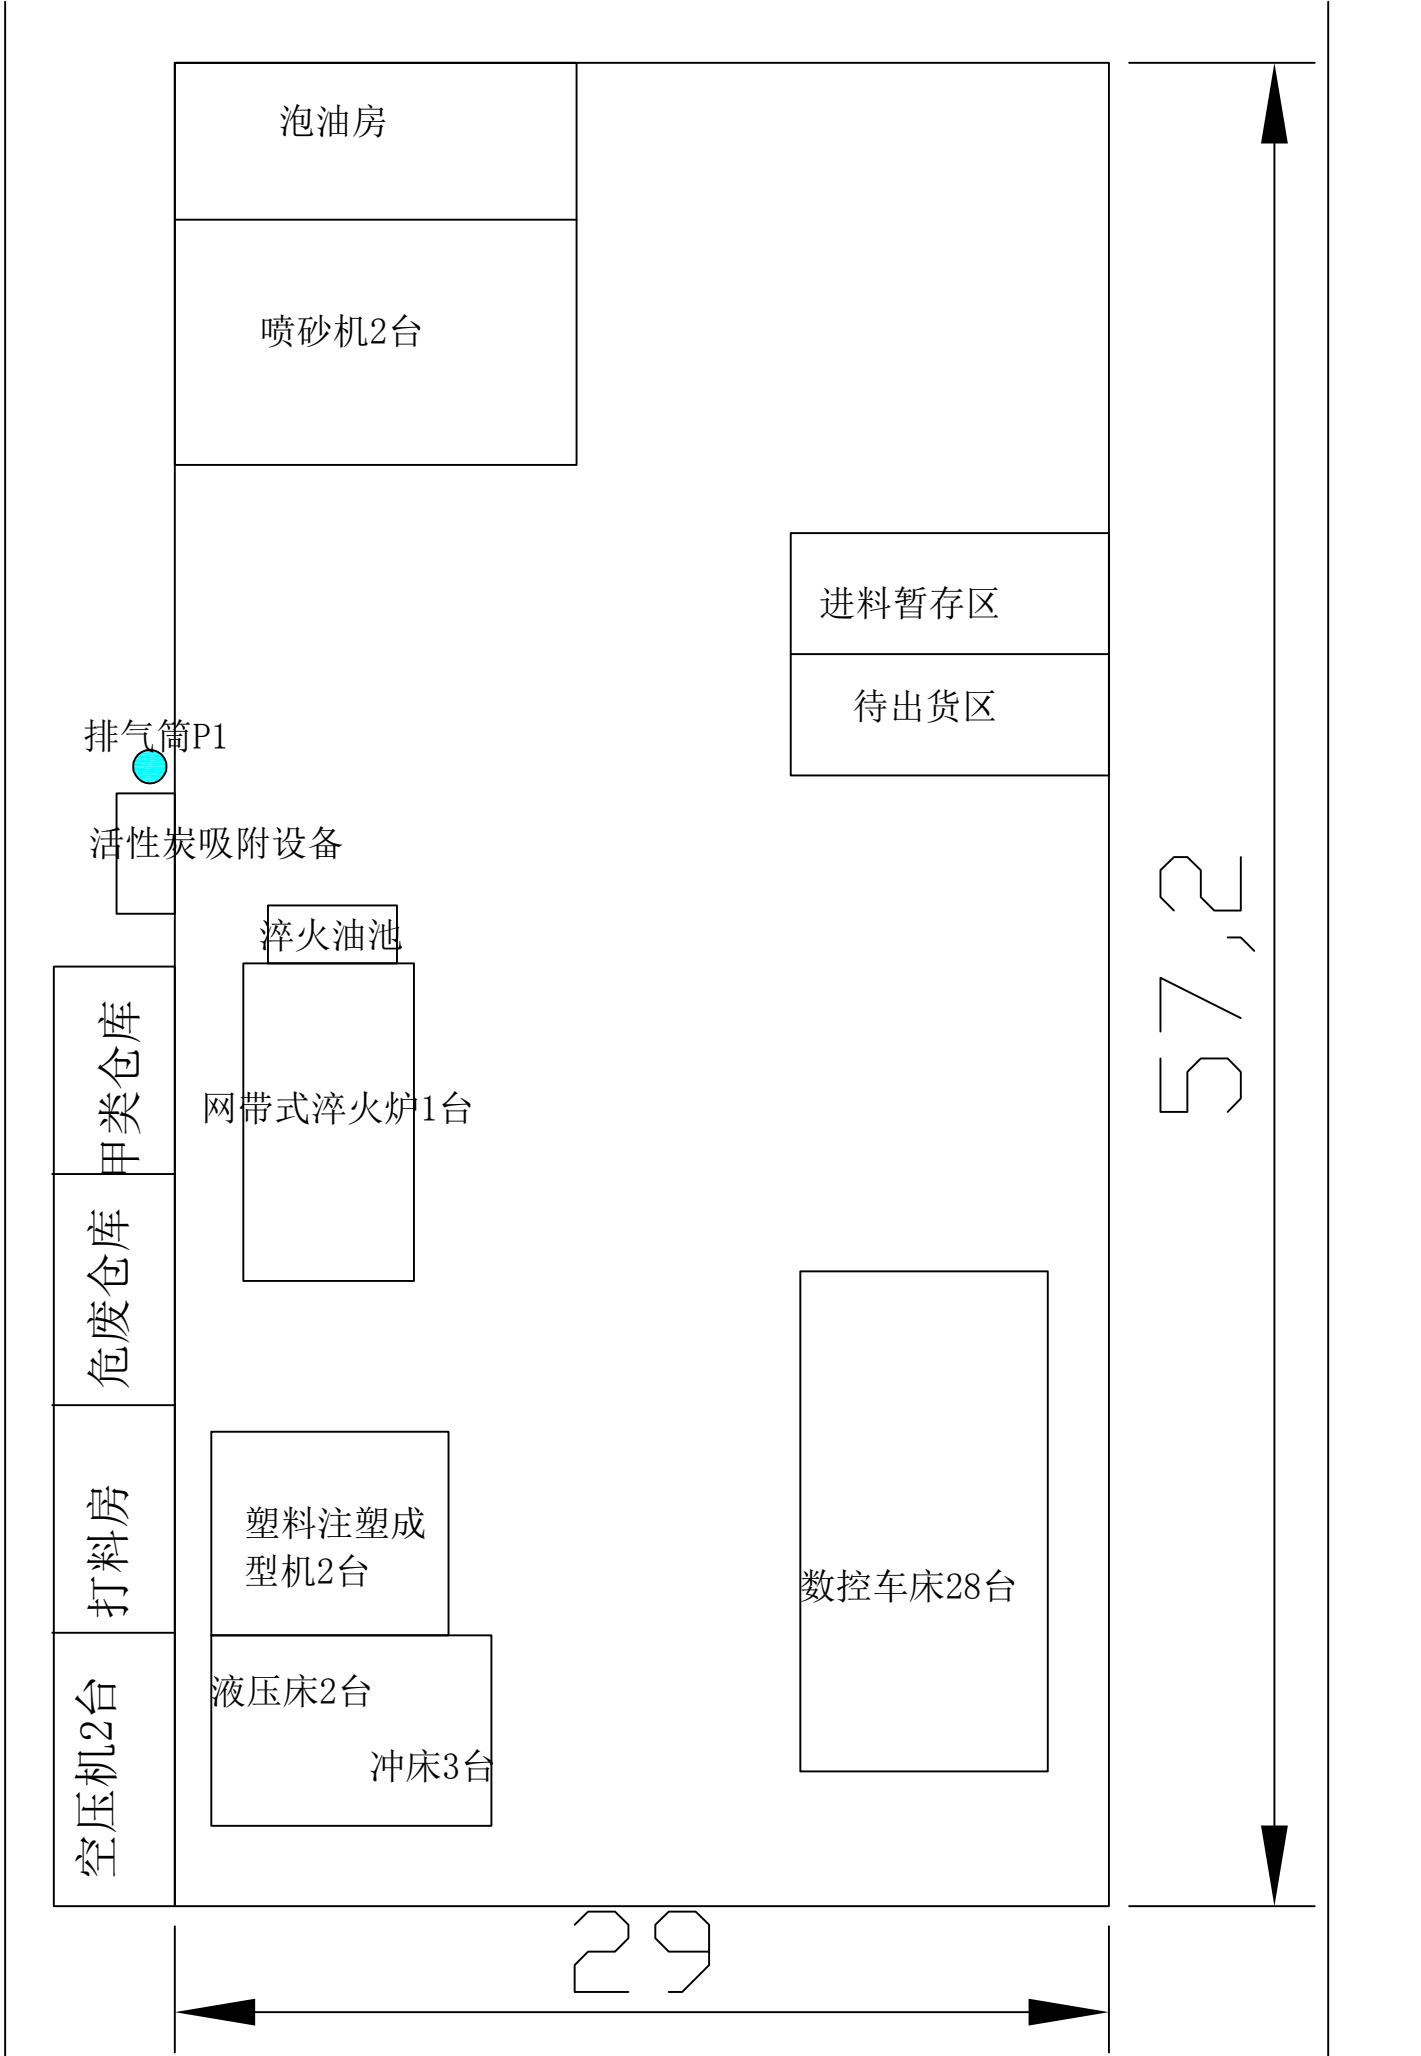 泡油房
喷砂机2台
进料暂存区
待出货区
排气筒P1
活性炭吸附设备
淬火油池
甲类仓库
网带式淬火炉1台
危废仓库
57,2
打料房
塑料注塑成
型机2台
数控车床28台
空压机2台
液压床2台
冲床3台
29